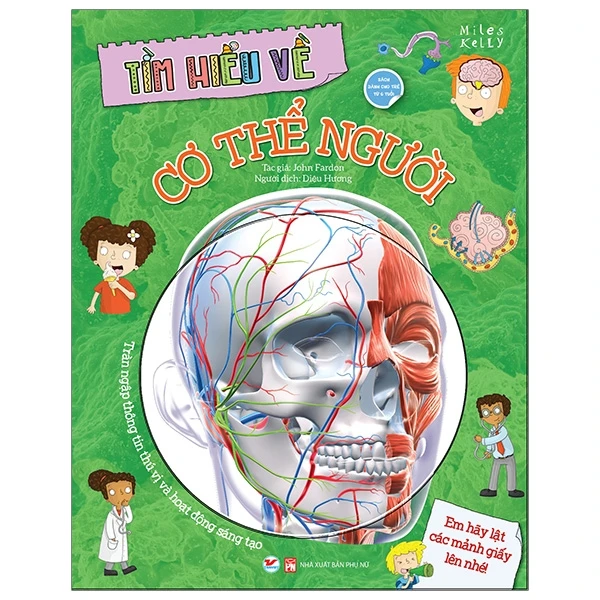 Miles
Kelly
TÌM HIỂU VỀ
SÁCH
DÀNH CHO TRẺ
TỪ 6 TUỔI
CƠ THỂ NGƯỜI
Tác giả: John Fardon
Người dịch: Diệu Hương
Tràn ngập thông tin thú vị và hoạt động sáng tạo
Em hãy lật
các mảnh giấy
lên nhé!
NHÀ XUẤT BẢN PHỤ NỮ